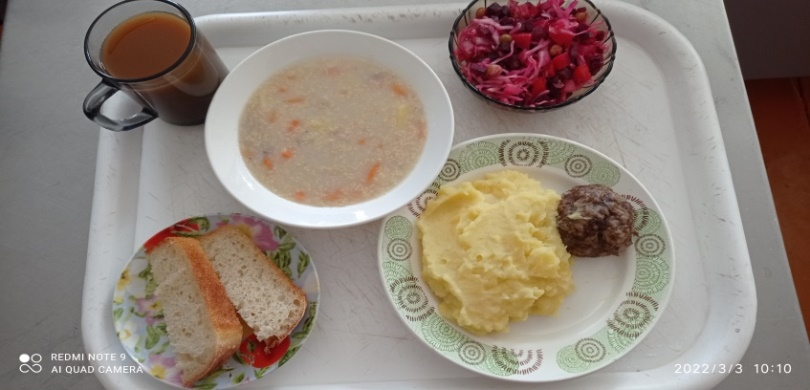 REDMI NOTE 9
AI QUAD CAMERA
2022/3/3 10:10